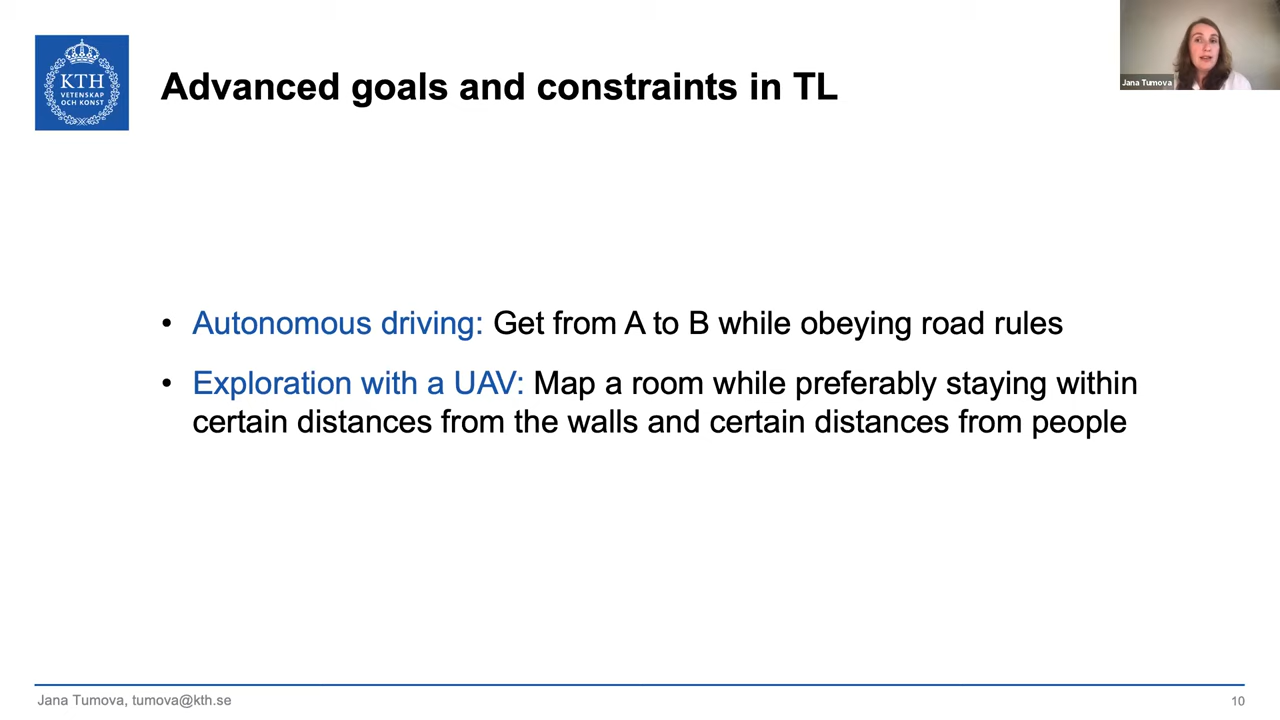 KTH
VETENSKAP
OCH KONST
Advanced goals and constraints in TL
Jana Tumova
• Autonomous driving: Get from A to B while obeying road rules
• Exploration with a UAV: Map a room while preferably staying within
certain distances from the walls and certain distances from people
Jana Tumova, tumova@kth.se
10